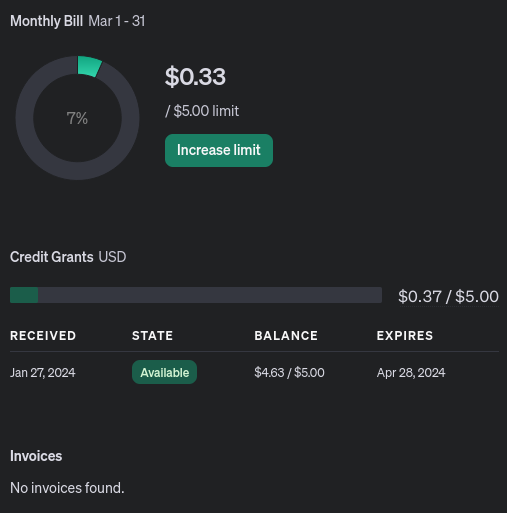 Monthly Bill Mar 1 - 31
7%
$0.33
/ $5.00 limit
Increase limit
Credit Grants USD
$0.37 / $5.00
RECEIVED STATE BALANCE EXPIRES
Jan 27, 2024 Available $4.63 / $5.00 Apr 28, 2024
Invoices
No invoices found.